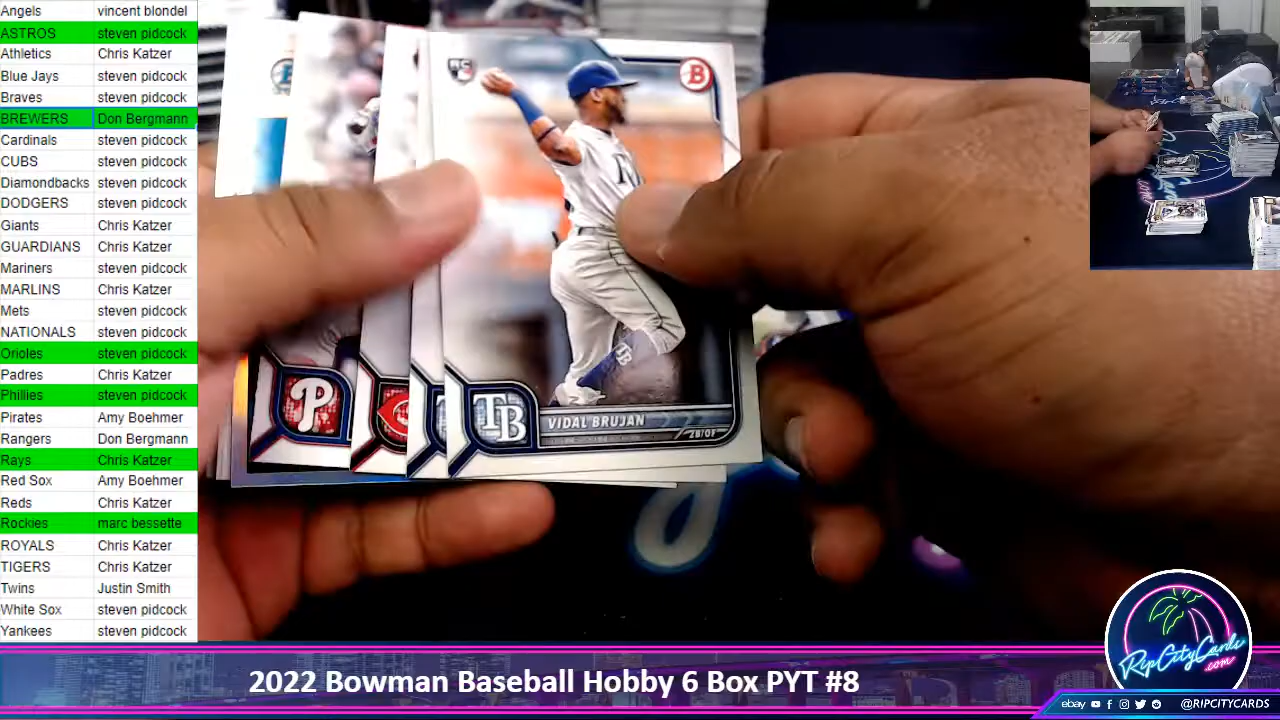 Angels vincent blondel
ASTROS steven pidcock
Athletics Chris Katzer
Blue Jays steven pidcock
Braves steven pidcock
BREWERS Don Bergmann
Cardinals steven pidcock
CUBS steven pidcock
Diamondbacks steven pidcock
DODGERS steven pidcock
Giants Chris Katzer
GUARDIANS Chris Katzer
Mariners steven pidcock
MARLINS Chris Katzer
Mets steven pidcock
NATIONALS steven pidcock
Orioles steven pidcock
Padres Chris Katzer
Phillies steven pidcock
Pirates Amy Boehmer
Rangers Don Bergmann
Rays Chris Katzer
Red Sox Amy Boehmer
Reds Chris Katzer
Rockies marc bessette
ROYALS Chris Katzer
TIGERS Chris Katzer
Twins Justin Smith
White Sox steven pidcock
Yankees steven pidcock
RC
B
P
TB
VIDAL BRUJAN
2B/OF
RipCityCards
.com
2022 Bowman Baseball Hobby 6 Box PYT #8
ebay @RIPCITYCARDS